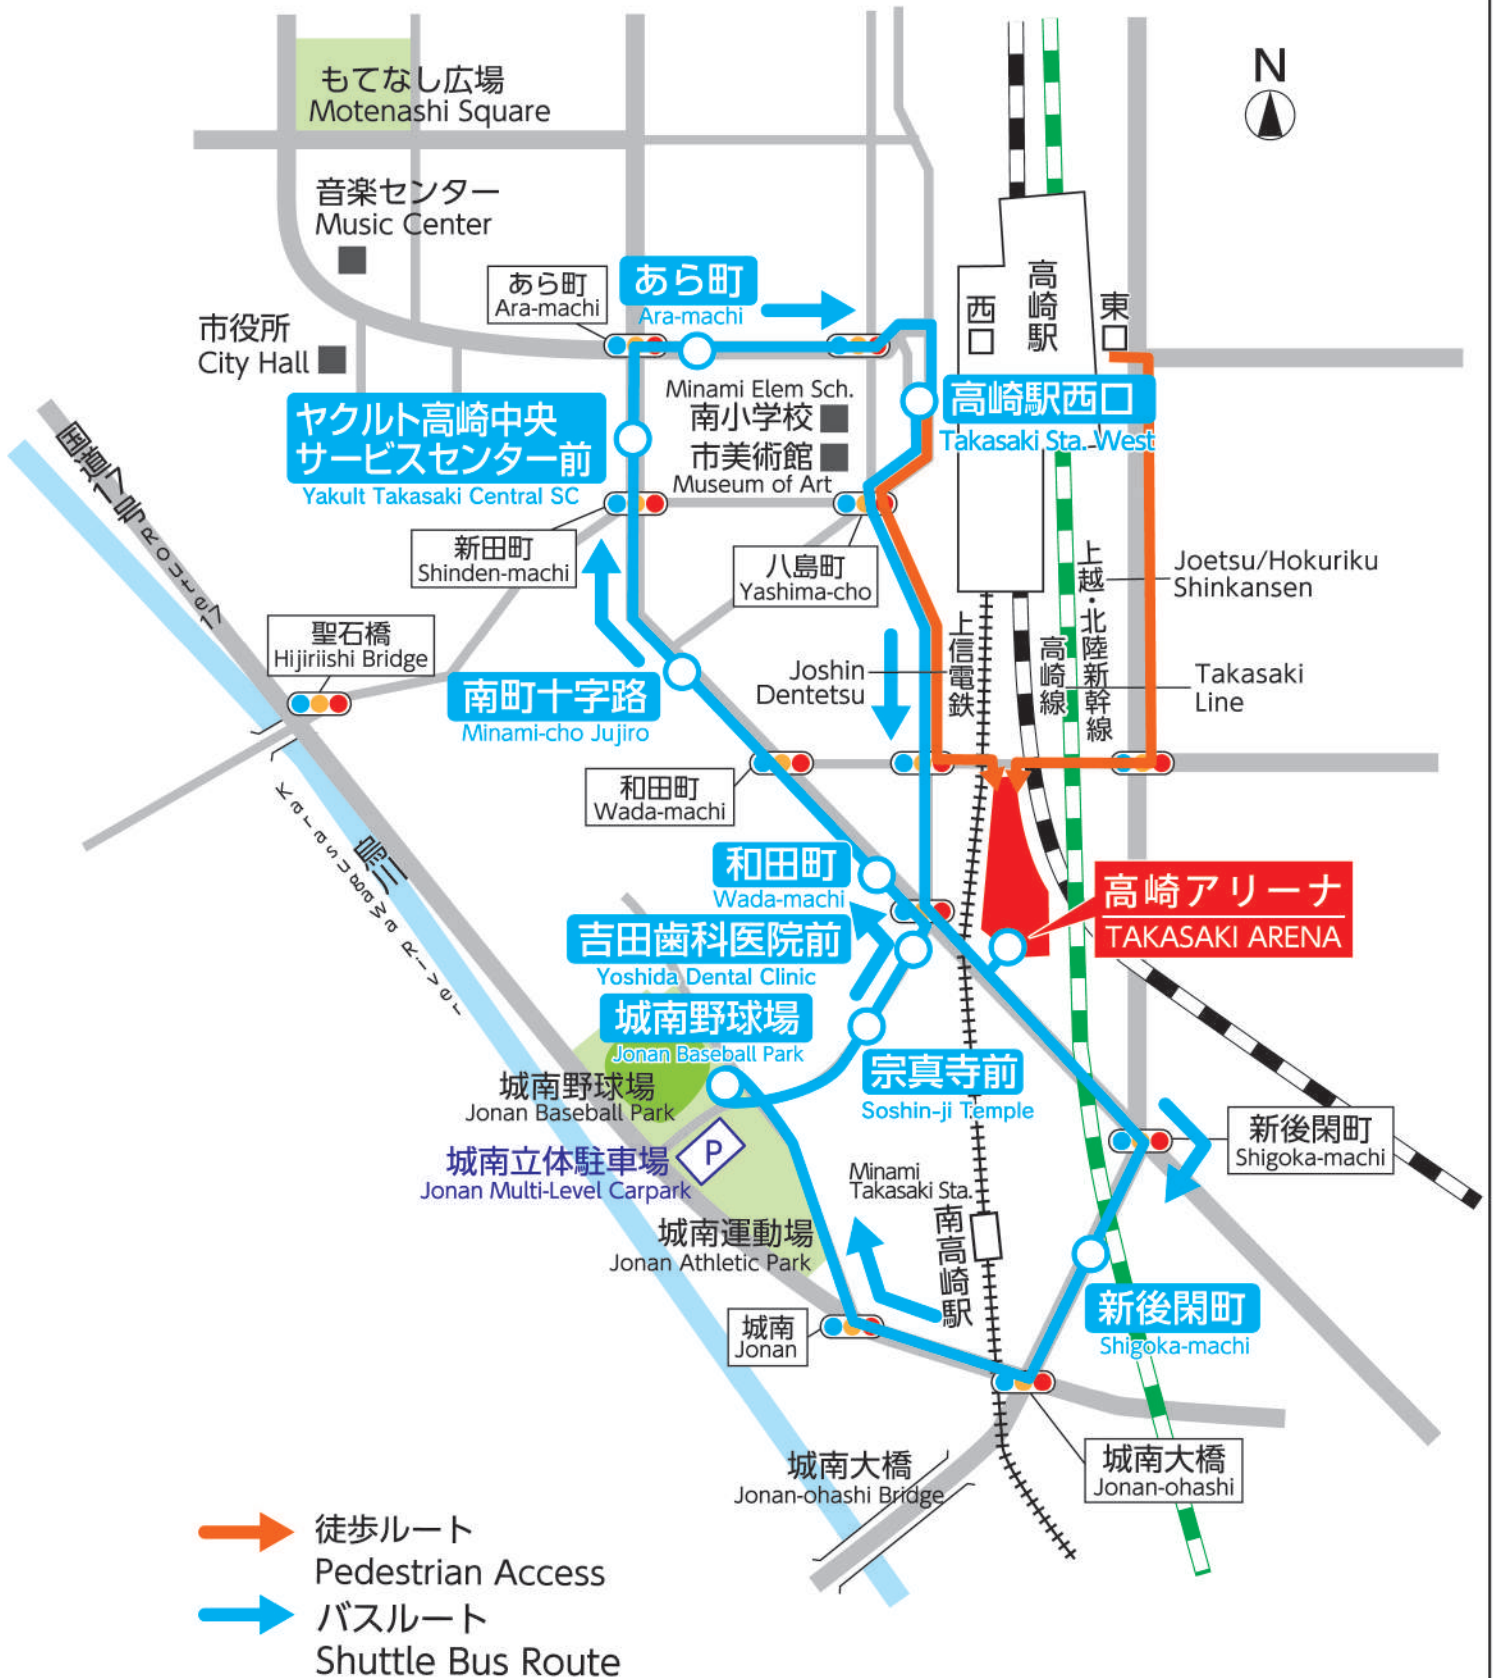 もてなし広場
Motenashi Square
N
音楽センター
Music Center
あら町
Ara-machi
あら町
Ara-machi
西口
高崎駅
東口
市役所
City Hall
Minami Elem Sch.
南小学校
市美術館
Museum of Art
高崎駅西口
Takasaki Sta. West
ヤクルト高崎中央
サービスセンター前
Yakult Takasaki Central SC
国道17号
Route17
新田町
Shinden-machi
八島町
Yashima-cho
上越・北陸新幹線
Joetsu/Hokuriku
Shinkansen
聖石橋
Hijiriishi Bridge
南町十字路
Minami-cho Jujiro
Joshin
Dentetsu
上信電鉄
高崎線
Takasaki
Line
和田町
Wada-machi
烏川
Karasugawa River
和田町
Wada-machi
高崎アリーナ
TAKASAKI ARENA
吉田歯科医院前
Yoshida Dental Clinic
城南野球場
Jonan Baseball Park
宗真寺前
Soshin-ji Temple
城南野球場
Jonan Baseball Park
新後閑町
Shigoka-machi
城南立体駐車場
Jonan Multi-Level Carpark
P
Minami
Takasaki Sta.
南高崎駅
城南運動場
Jonan Athletic Park
新後閑町
Shigoka-machi
城南
Jonan
城南大橋
Jonan-ohashi Bridge
城南大橋
Jonan-ohashi
徒歩ルート
Pedestrian Access
バスルート
Shuttle Bus Route